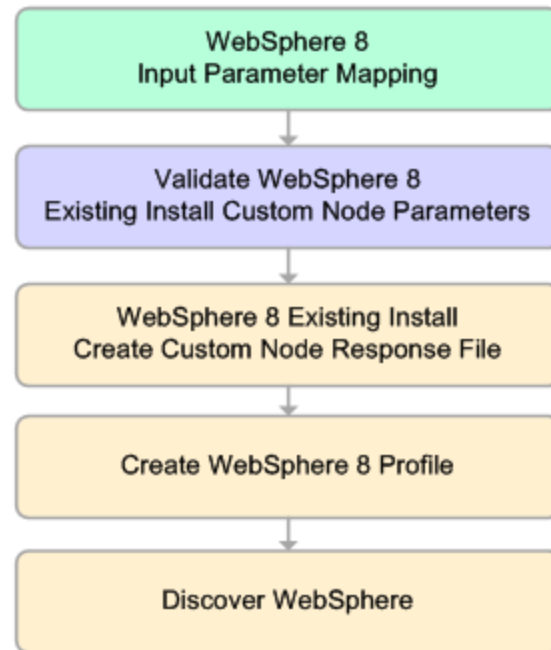 WebSphere 8
Input Parameter Mapping
Validate WebSphere 8
Existing Install Custom Node Parameters
WebSphere 8 Existing Install
Create Custom Node Response File
Create WebSphere 8 Profile
Discover WebSphere